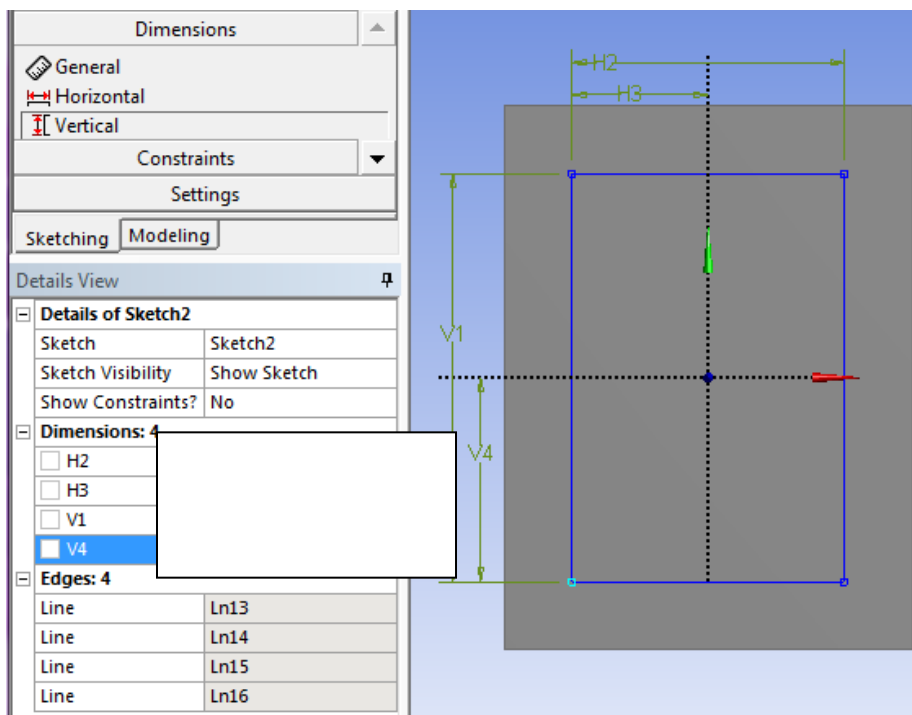 Dimensions
General
Horizontal
Vertical
Constraints
Settings
Sketching Modeling
Details View
Details of Sketch2
Sketch Sketch2
Sketch Visibility Show Sketch
Show Constraints? No
Dimensions: 4
H2
H3
V1
V4
Edges: 4
Line Ln13
Line Ln14
Line Ln15
Line Ln16
H2
H3
V1
V4